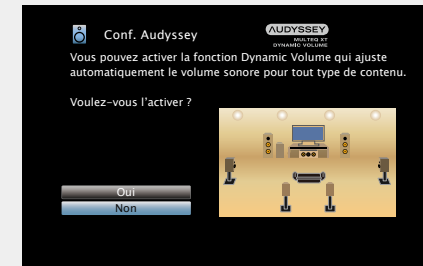 Conf. Audyssey
AUDYSSEY
MULTEQ XT
DYNAMIC VOLUME
Vous pouvez activer la fonction Dynamic Volume qui ajuste
automatiquement le volume sonore pour tout type de contenu.
Voulez-vous l'activer ?
Oui
Non